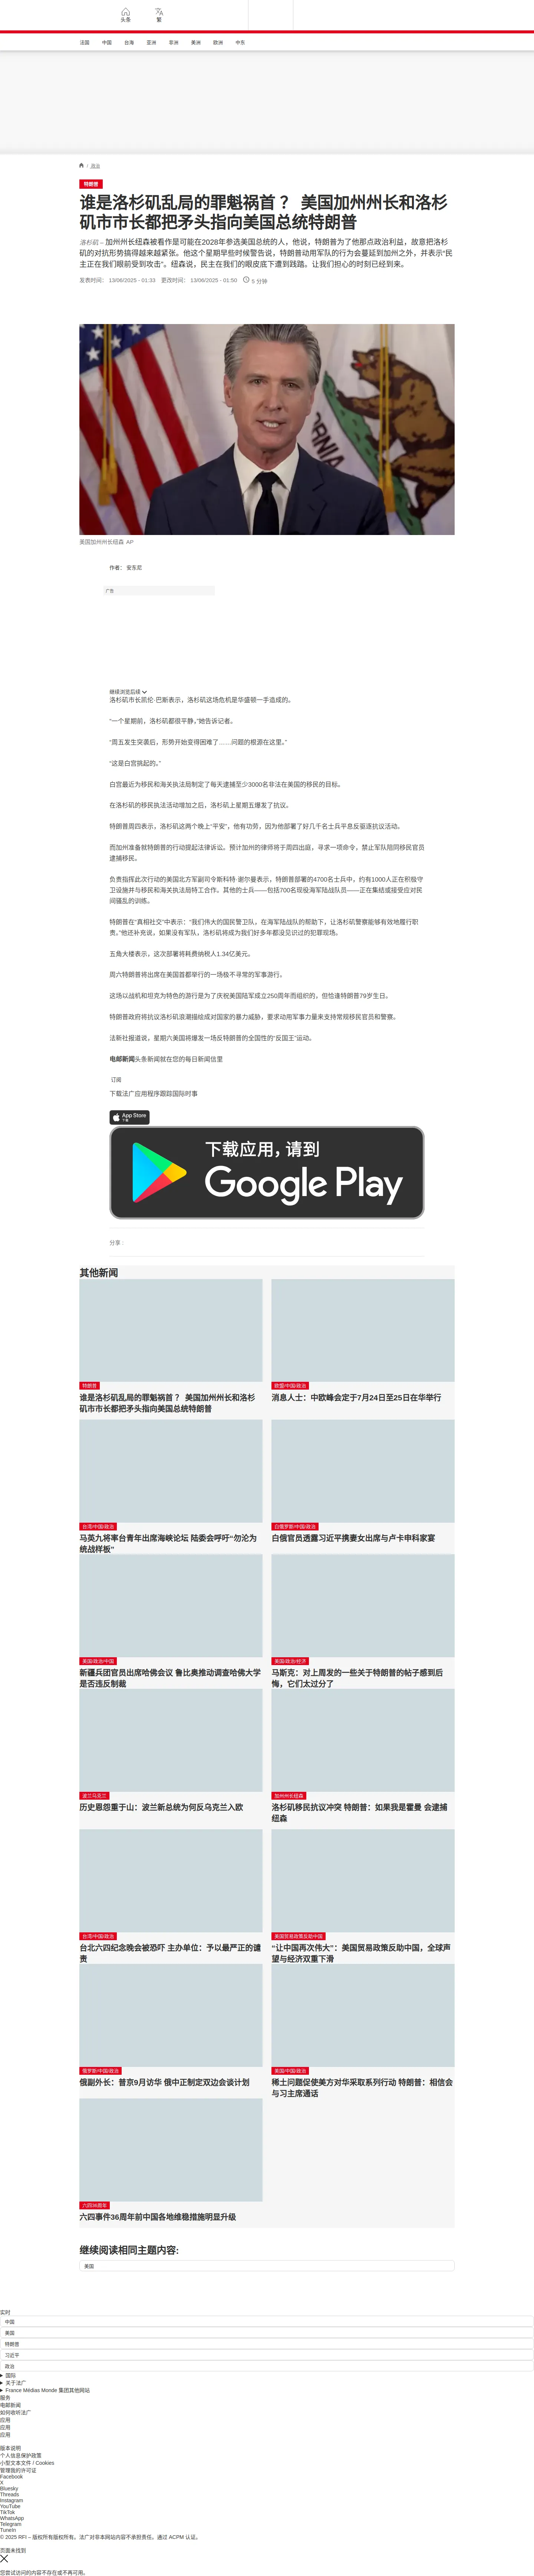 头条
繁
法国
中国
台海
亚洲
非洲
美洲
欧洲
中东
/ 政治
特朗普
谁是洛杉矶乱局的罪魁祸首 ？ 美国加州州长和洛杉
矶市市长都把矛头指向美国总统特朗普
洛杉矶 – 加州州长纽森被看作是可能在2028年参选美国总统的人，他说，特朗普为了他那点政治利益，故意把洛杉
矶的对抗形势搞得越来越紧张。他这个星期早些时候警告说，特朗普动用军队的行为会蔓延到加州之外，并表示“民
主正在我们眼前受到攻击”。纽森说，民主在我们的眼皮底下遭到践踏。让我们担心的时刻已经到来。
发表时间： 13/06/2025 - 01:33 更改时间： 13/06/2025 - 01:50 5 分钟
美国加州州长纽森 AP
作者： 安东尼
广告
继续浏览后续
洛杉矶市长凯伦·巴斯表示，洛杉矶这场危机是华盛顿一手造成的。
“一个星期前，洛杉矶都很平静，”她告诉记者。
“周五发生突袭后，形势开始变得困难了……问题的根源在这里。”
“这是白宫挑起的。”
白宫最近为移民和海关执法局制定了每天逮捕至少3000名非法在美国的移民的目标。
在洛杉矶的移民执法活动增加之后，洛杉矶上星期五爆发了抗议。
特朗普周四表示，洛杉矶这两个晚上“平安”，他有功劳，因为他部署了好几千名士兵平息反驱逐抗议活动。
而加州准备就特朗普的行动提起法律诉讼。预计加州的律师将于周四出庭，寻求一项命令，禁止军队陪同移民官员
逮捕移民。
负责指挥此次行动的美国北方军副司令斯科特·谢尔曼表示，特朗普部署的4700名士兵中，约有1000人正在积极守
卫设施并与移民和海关执法局特工合作。其他的士兵——包括700名现役海军陆战队员——正在集结或接受应对民
间骚乱的训练。
特朗普在“真相社交”中表示：“我们伟大的国民警卫队，在海军陆战队的帮助下，让洛杉矶警察能够有效地履行职
责，”他还补充说，如果没有军队，洛杉矶将成为我们好多年都没见识过的犯罪现场。
五角大楼表示，这次部署将耗费纳税人1.34亿美元。
周六特朗普将出席在美国首都举行的一场极不寻常的军事游行。
这场以战机和坦克为特色的游行是为了庆祝美国陆军成立250周年而组织的，但恰逢特朗普79岁生日。
特朗普政府将抗议洛杉矶浪潮描绘成对国家的暴力威胁，要求动用军事力量来支持常规移民官员和警察。
法新社报道说，星期六美国将爆发一场反特朗普的全国性的“反国王”运动。
电邮新闻头条新闻就在您的每日新闻信里
订阅
下载法广应用程序跟踪国际时事
App Store
下载
下载应用，请到
Google Play
分享 :
其他新闻
特朗普
谁是洛杉矶乱局的罪魁祸首 ？ 美国加州州长和洛杉
矶市市长都把矛头指向美国总统特朗普
欧盟/中国/政治
消息人士：中欧峰会定于7月24日至25日在华举行
台湾/中国/政治
马英九将率台青年出席海峡论坛 陆委会呼吁“勿沦为
统战样板”
白俄罗斯/中国/政治
白俄官员透露习近平携妻女出席与卢卡申科家宴
美国/政治/中国
新疆兵团官员出席哈佛会议 鲁比奥推动调查哈佛大学
是否违反制裁
美国/政治/经济
马斯克：对上周发的一些关于特朗普的帖子感到后
悔，它们太过分了
波兰乌克兰
历史恩怨重于山：波兰新总统为何反乌克兰入欧
加州州长纽森
洛杉矶移民抗议冲突 特朗普：如果我是霍曼 会逮捕
纽森
台湾/中国/政治
台北六四纪念晚会被恐吓 主办单位：予以最严正的谴
责
美国贸易政策反助中国
“让中国再次伟大”：美国贸易政策反助中国，全球声
望与经济双重下滑
俄罗斯/中国/政治
俄副外长：普京9月访华 俄中正制定双边会谈计划
美国/中国/政治
稀土问题促使美方对华采取系列行动 特朗普：相信会
与习主席通话
六四36周年
六四事件36周年前中国各地维稳措施明显升级
继续阅读相同主题内容:
美国
实时
中国
美国
特朗普
习近平
政治
国际
关于法广
France Médias Monde 集团其他网站
服务
电邮新闻
如何收听法广
应用
应用
应用
版本说明
个人信息保护政策
小型文本文件 / Cookies
管理我的许可证
Facebook
X
Bluesky
Threads
Instagram
YouTube
TikTok
WhatsApp
Telegram
TuneIn
© 2025 RFI – 版权所有版权所有。法广对非本网站内容不承担责任。通过 ACPM 认证。
页面未找到
您尝试访问的内容不存在或不再可用。